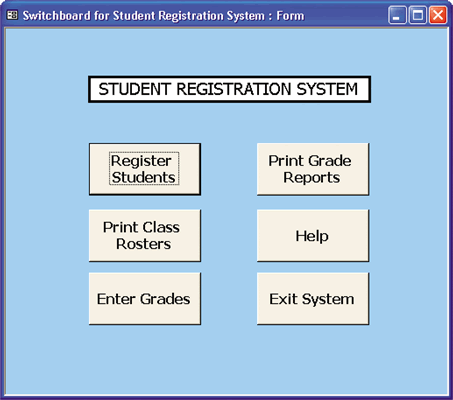 Switchboard for Student Registration System : Form
STUDENT REGISTRATION SYSTEM
Register
Students
Print Grade
Reports
Print Class
Rosters
Help
Enter Grades
Exit System